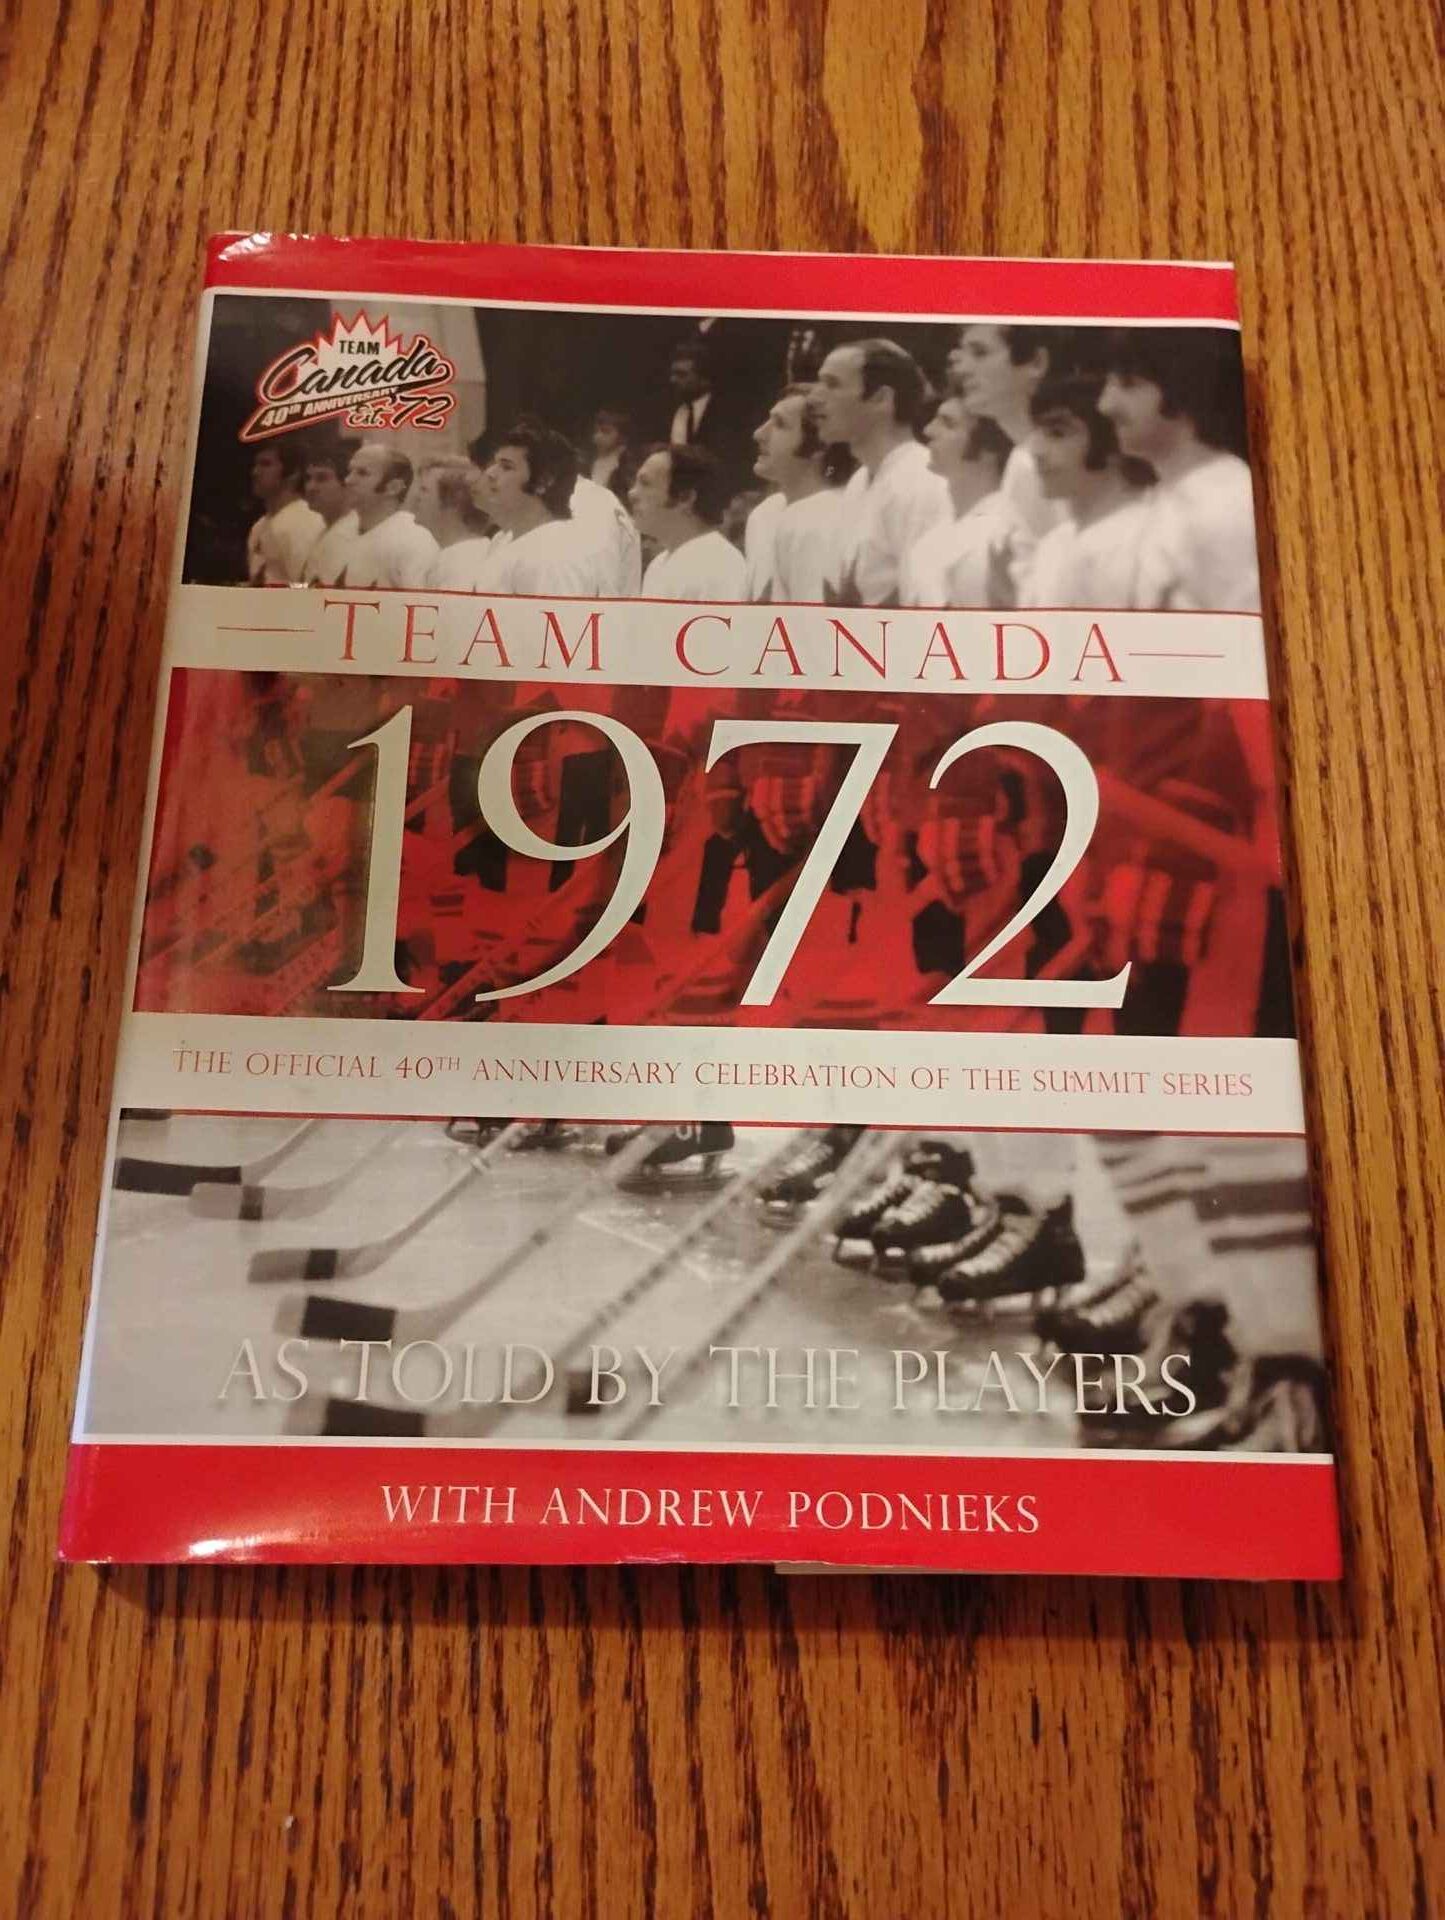 TEAM
Canada
40th ANNIVERSARY
est. '72
TEAM CANADA
1972
THE OFFICIAL 40TH ANNIVERSARY CELEBRATION OF THE SUMMIT SERIES
AS TOLD BY THE PLAYERS
WITH ANDREW PODNIEKS